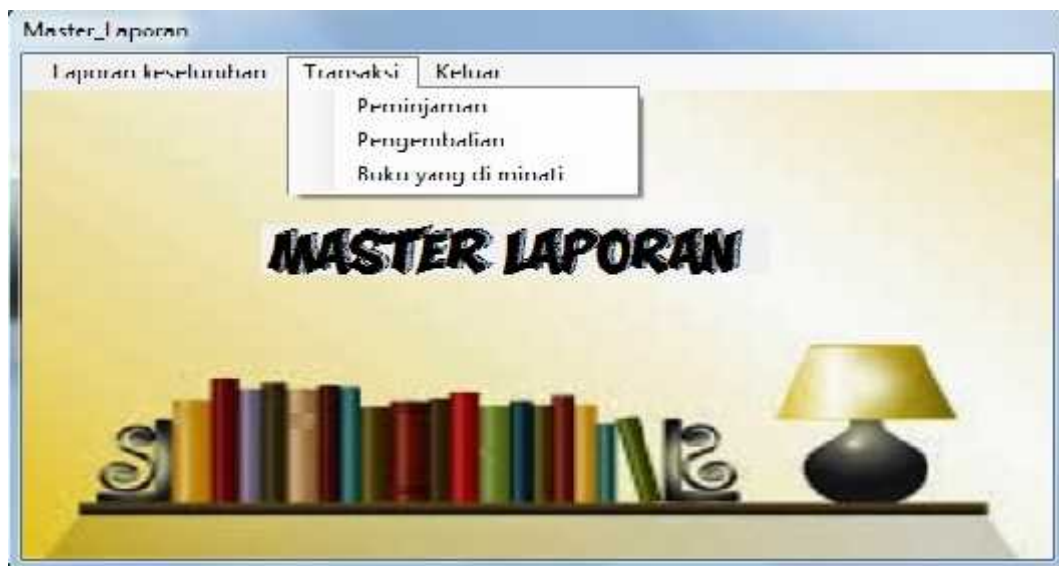 Master_Laporan
Laporan keseluruhan Transaksi Keluar
Peminjaman
Pengembalian
Buku yang di minati
MASTER LAPORAN